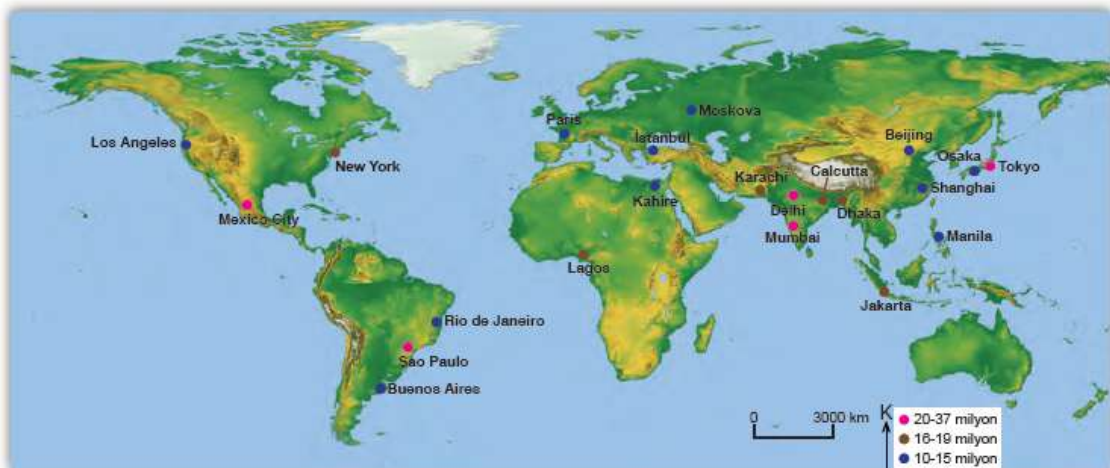 Moskova
Paris
İstanbul
Beijing
Los Angeles
Osaka
New York
Karachi
Calcutta
Tokyo
Kahire
Delhi
Dhaka
Shanghai
Mexico City
Mumbai
Manila
Lagos
Jakarta
Rio de Janeiro
Sao Paulo
Buenos Aires
0 3000 km
K
20-37 milyon
16-19 milyon
10-15 milyon